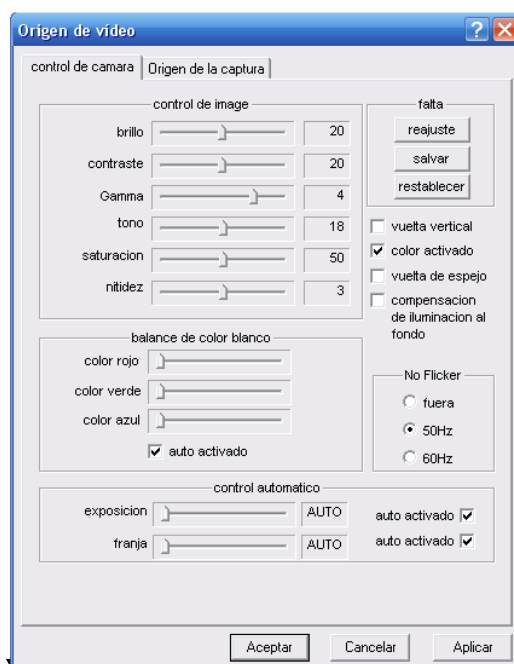 Origen de vídeo
control de camara
Origen de la captura
control de image
brillo 20
contraste 20
Gamma 4
tono 18
saturacion 50
nitidez 3
falta
reajuste
salvar
restablecer
vuelta vertical
color activado
vuelta de espejo
compensacion
de iluminacion al
fondo
balance de color blanco
color rojo
color verde
color azul
auto activado
No Flicker
fuera
50Hz
60Hz
control automatico
exposicion AUTO auto activado
franja AUTO auto activado
Aceptar
Cancelar
Aplicar